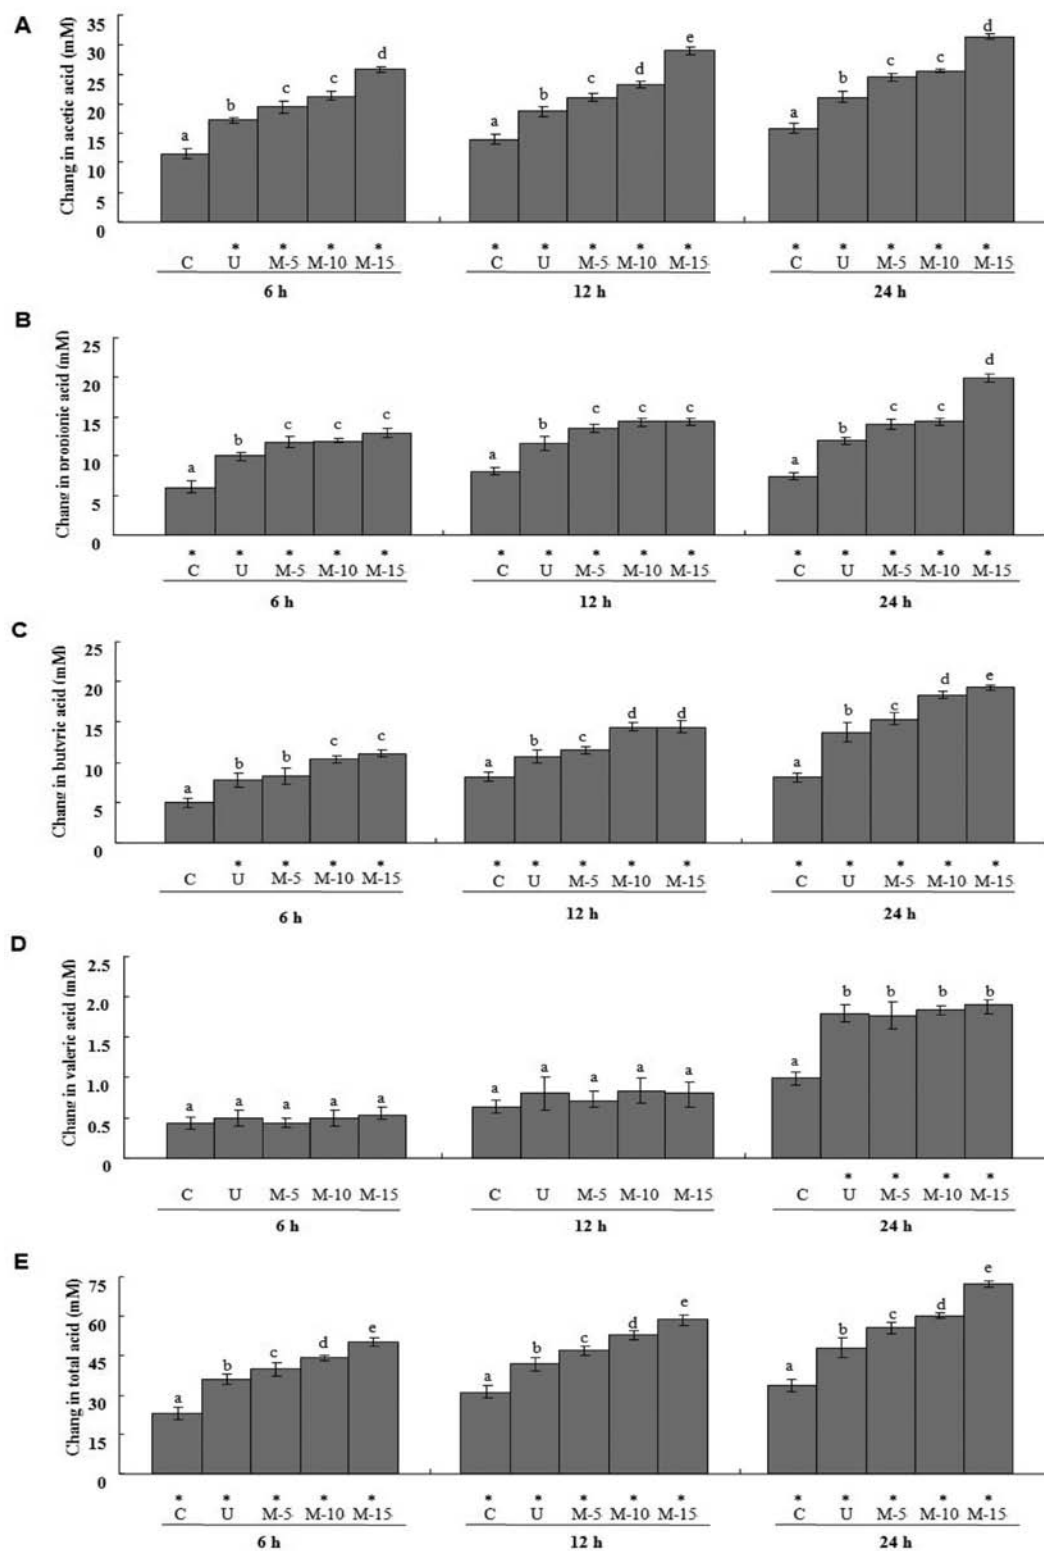 A
Chang in acetic acid (mM)
35
30
25
20
15
10
5
0
a b c c d
a b c d e
a b c c d
* * * *
* * * * *
* * * * *
C U M-5 M-10 M-15
C U M-5 M-10 M-15
C U M-5 M-10 M-15
6 h 12 h 24 h
B
Chang in propionic acid (mM)
25
20
15
10
5
0
a b c c c
a b c c c
a b c c d
* * * * *
* * * * *
* * * * *
C U M-5 M-10 M-15
C U M-5 M-10 M-15
C U M-5 M-10 M-15
6 h 12 h 24 h
C
Chang in butyric acid (mM)
25
20
15
10
5
0
a b b c c
a b c d d
a b c d e
* * * *
* * * * *
* * * * *
C U M-5 M-10 M-15
C U M-5 M-10 M-15
C U M-5 M-10 M-15
6 h 12 h 24 h
D
Chang in valeric acid (mM)
2.5
2.0
1.5
1.0
0.5
0
a a a a a
a a a a a
a b b b b
* * * *
C U M-5 M-10 M-15
C U M-5 M-10 M-15
C U M-5 M-10 M-15
6 h 12 h 24 h
E
Chang in total acid (mM)
75
60
45
30
15
0
a b c d e
a b c d e
a b c d e
* * * * *
* * * * *
* * * * *
C U M-5 M-10 M-15
C U M-5 M-10 M-15
C U M-5 M-10 M-15
6 h 12 h 24 h